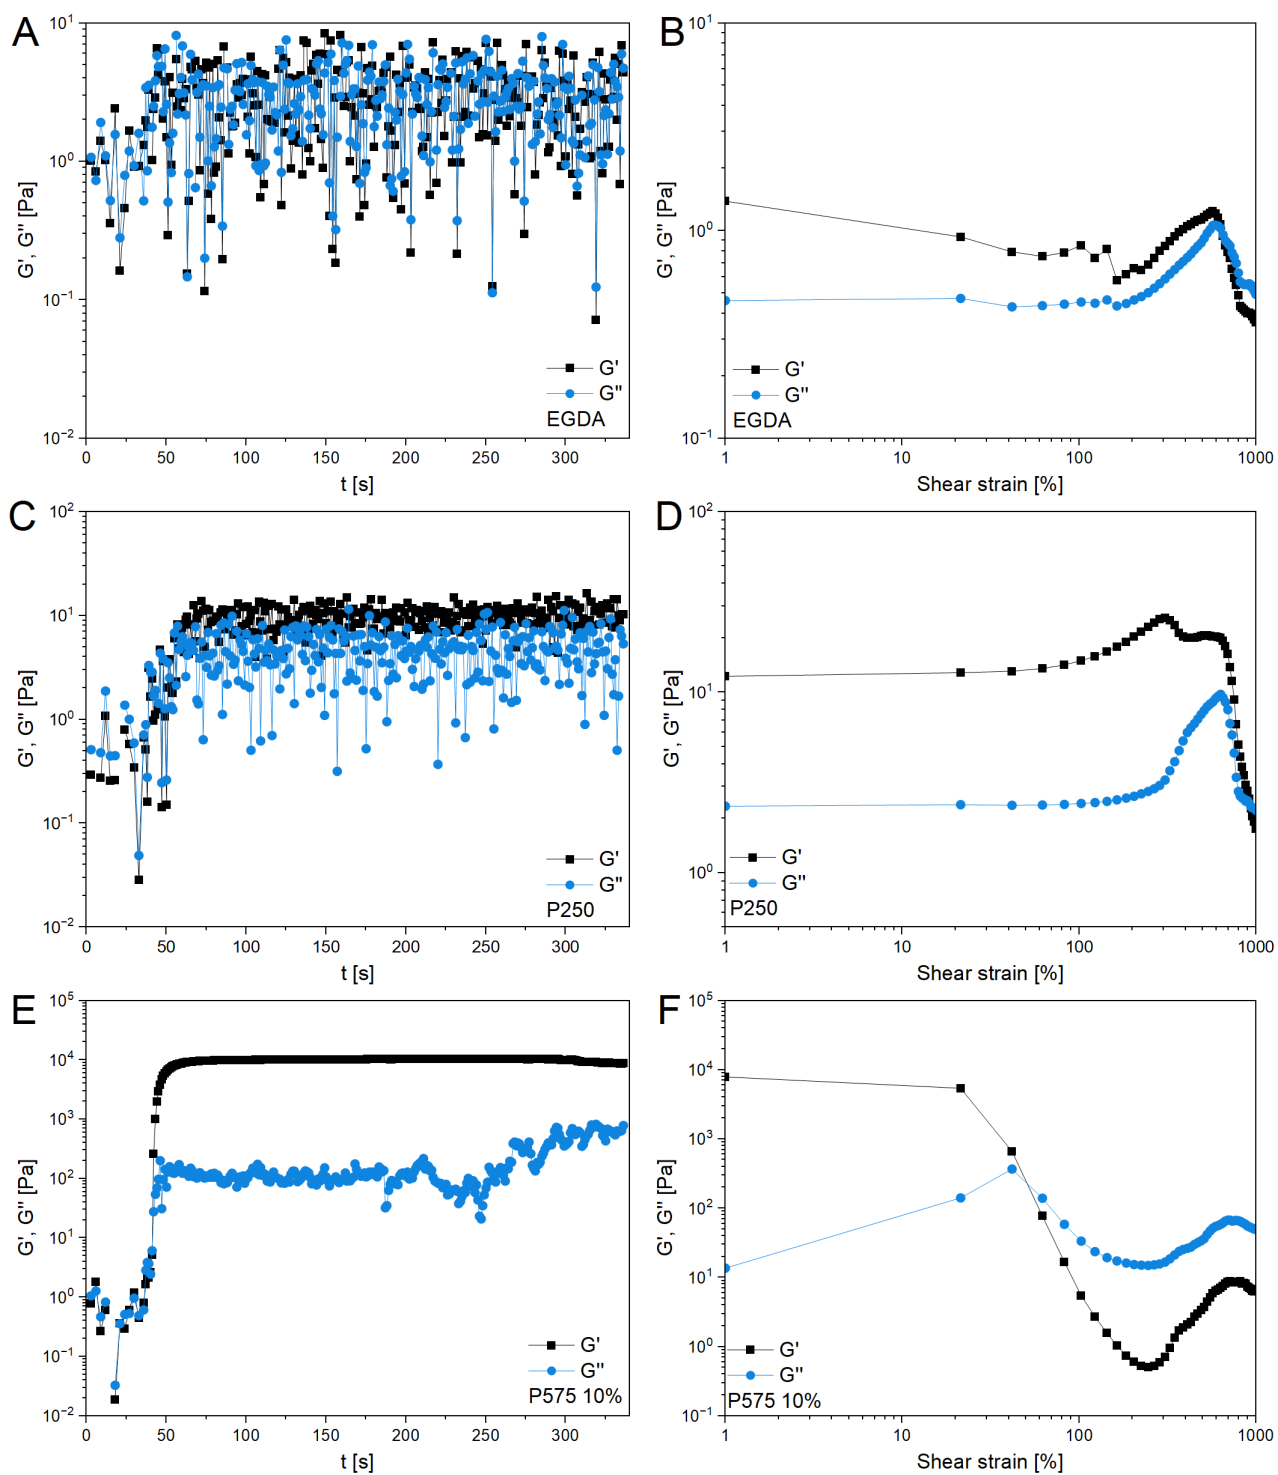 A
G', G'' [Pa]
10¹
10⁰
10⁻¹
10⁻²
G'
G''
EGDA
0 50 100 150 200 250 300
t [s]
B
G', G'' [Pa]
10¹
10⁰
10⁻¹
G'
G''
EGDA
1 10 100 1000
Shear strain [%]
C
G', G'' [Pa]
10²
10¹
10⁰
10⁻¹
10⁻²
G'
G''
P250
0 50 100 150 200 250 300
t [s]
D
G', G'' [Pa]
10²
10¹
10⁰
G'
G''
P250
1 10 100 1000
Shear strain [%]
E
G', G'' [Pa]
10⁵
10⁴
10³
10²
10¹
10⁰
10⁻¹
10⁻²
G'
G''
P575 10%
0 50 100 150 200 250 300
t [s]
F
G', G'' [Pa]
10⁵
10⁴
10³
10²
10¹
10⁰
10⁻¹
G'
G''
P575 10%
1 10 100 1000
Shear strain [%]